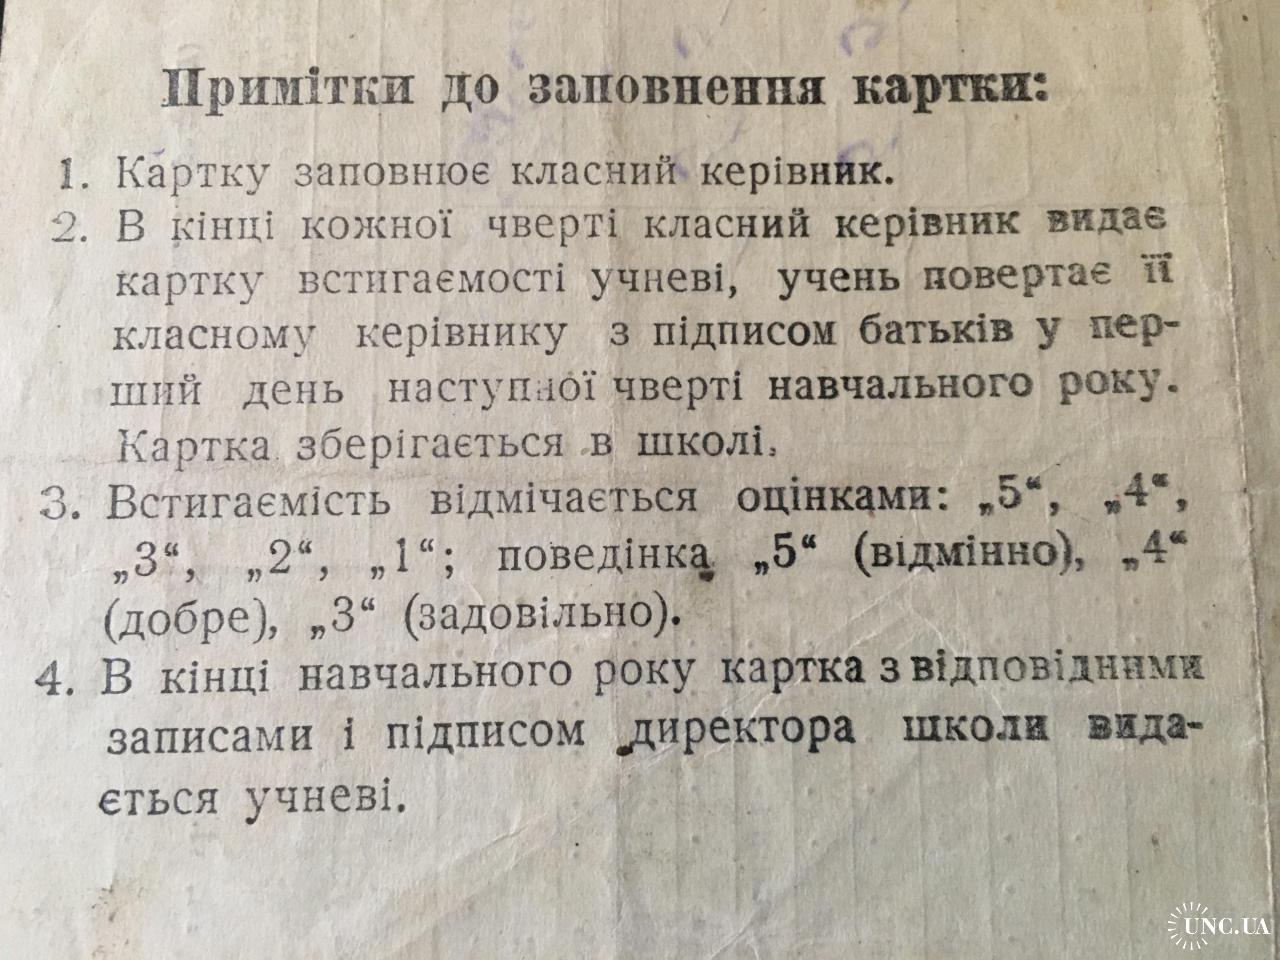 Примітки до заповнення картки:
1. Картку заповнює класний керівник.
2. В кінці кожної чверті класний керівник видає
картку встигаємості учневі, учень повертає її
класному керівнику з підписом батьків у пер-
ший день наступної чверті навчального року.
Картка зберігається в школі.
3. Встигаємість відмічається оцінками: „5“, „4“,
„3“, „2“, „1“; поведінка „5“ (відмінно), „4“
(добре), „3“ (задовільно).
4. В кінці навчального року картка з відповідними
записами і підписом директора школи вида-
ється учневі.
UNC.UA